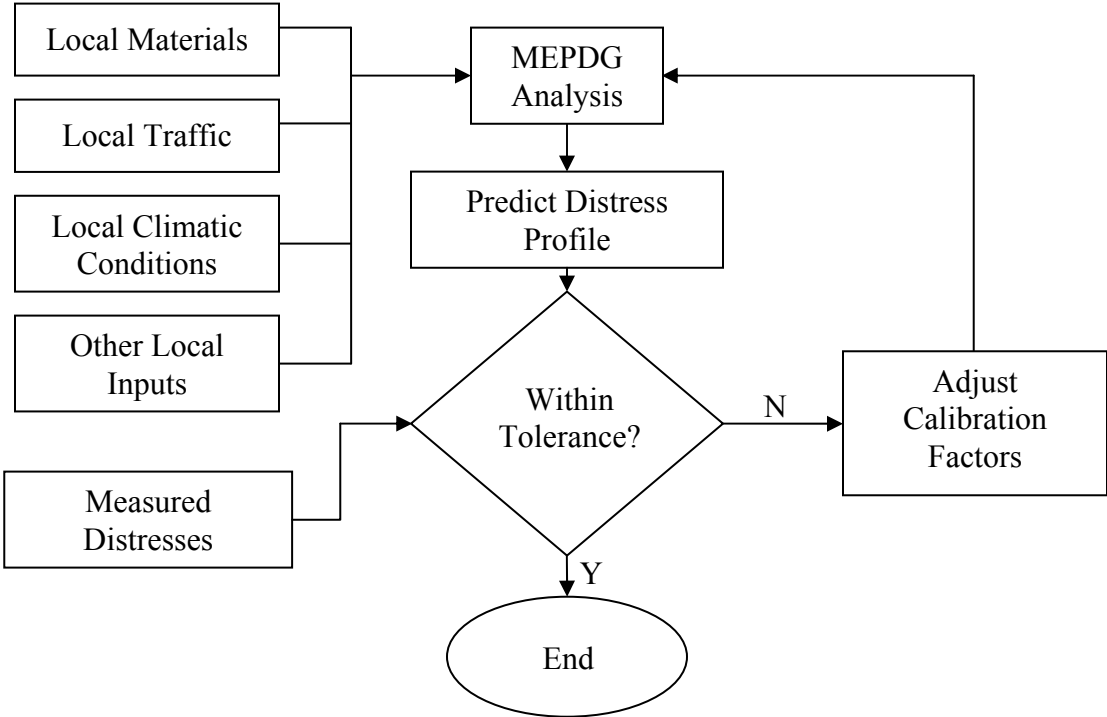 Local Materials
Local Traffic
Local Climatic
Conditions
Other Local
Inputs
Measured
Distresses
MEPDG
Analysis
Predict Distress
Profile
Within
Tolerance?
N
Y
Adjust
Calibration
Factors
End